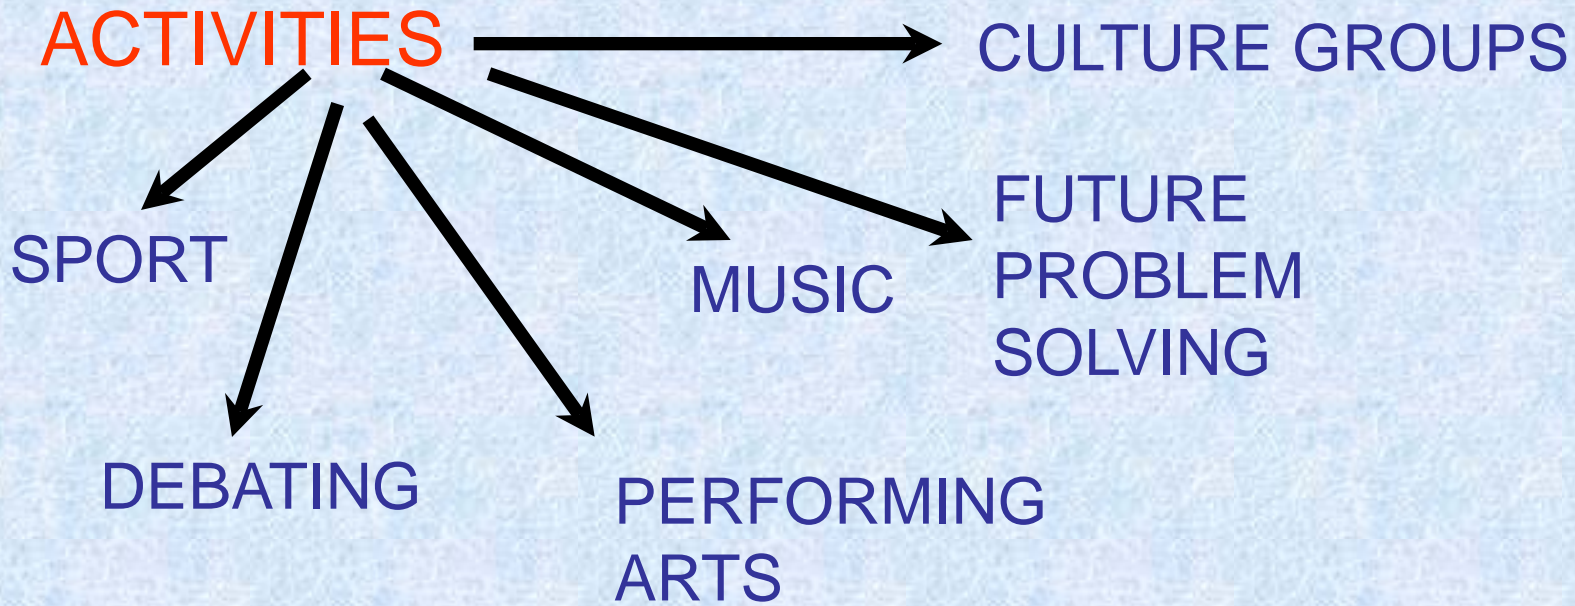 ACTIVITIES
CULTURE GROUPS
SPORT
MUSIC
FUTURE
PROBLEM
SOLVING
DEBATING
PERFORMING
ARTS